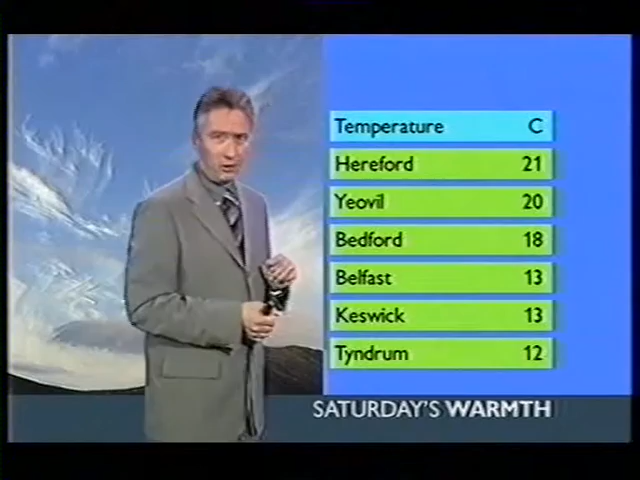 Temperature C
Hereford 21
Yeovil 20
Bedford 18
Belfast 13
Keswick 13
Tyndrum 12
SATURDAY'S WARMTH